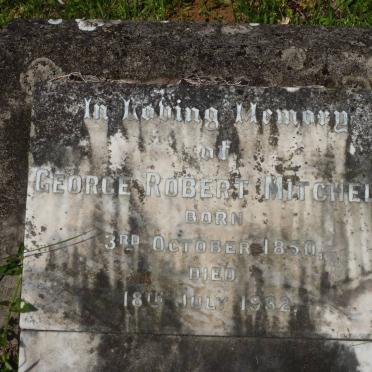 In Loving Memory
of
GEORGE ROBERT MITCHEL
BORN
3RD OCTOBER 1850,
DIED
18TH JULY 1932.